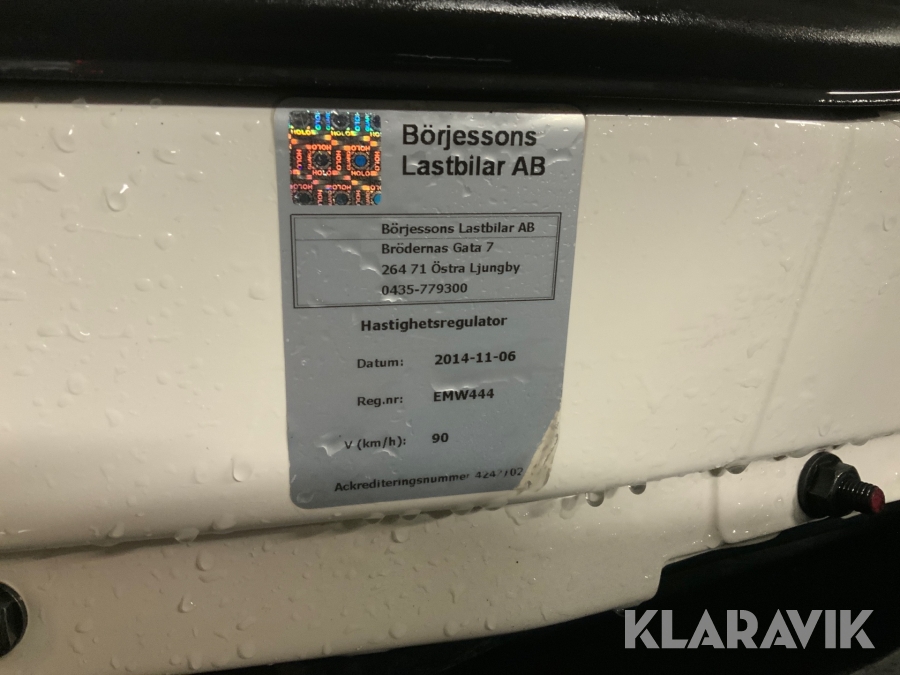 Börjessons
Lastbilar AB
Börjessons Lastbilar AB
Brödernas Gata 7
264 71 Östra Ljungby
0435-779300
Hastighetsregulator
Datum: 2014-11-06
Reg.nr: EMW444
V (km/h): 90
Ackrediteringsnummer
KLARAVIK